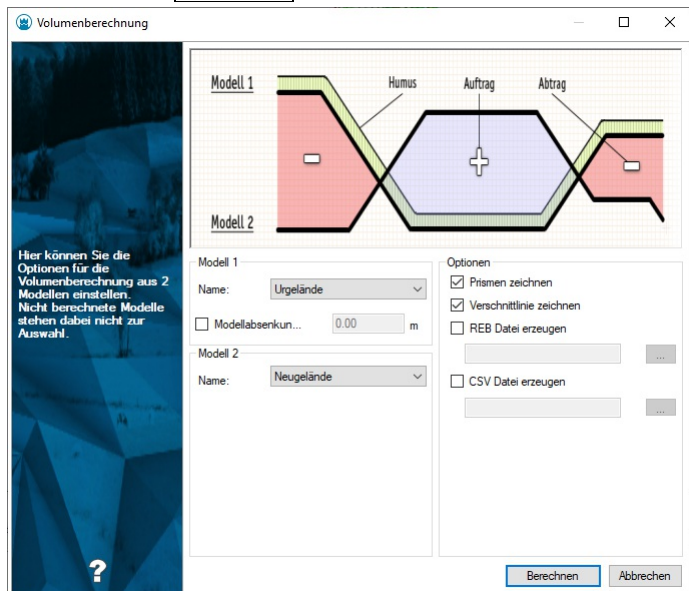 Volumenberechnung
Modell 1
Humus
Auftrag
Abtrag
Modell 2
Hier können Sie die
Optionen für die
Volumenberechnung aus 2
Modellen einstellen.
Nicht berechnete Modelle
stehen dabei nicht zur
Auswahl.
?
Modell 1
Name: Urgelände
Modellabsenkun... 0.00 m
Modell 2
Name: Neugelände
Optionen
Prismen zeichnen
Verschnittlinie zeichnen
REB Datei erzeugen
...
CSV Datei erzeugen
...
Berechnen Abbrechen